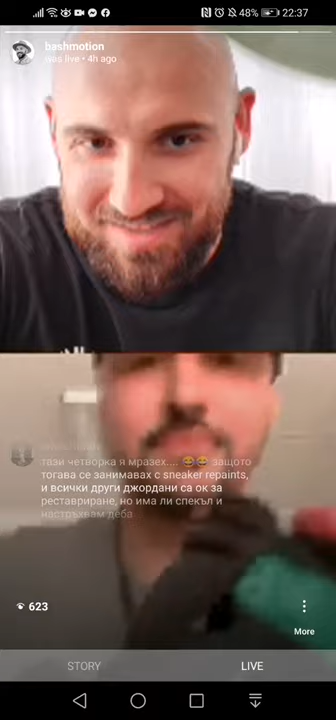 22:37
48%
bashmotion
was live • 4h ago
тази четворка я мразех.... 😂😂 защото
тогава се занимавах с sneaker repaints,
и всички други джордани са ок за
реставриране, но има ли спекъл и
настръхвам деба
623
More
STORY
LIVE